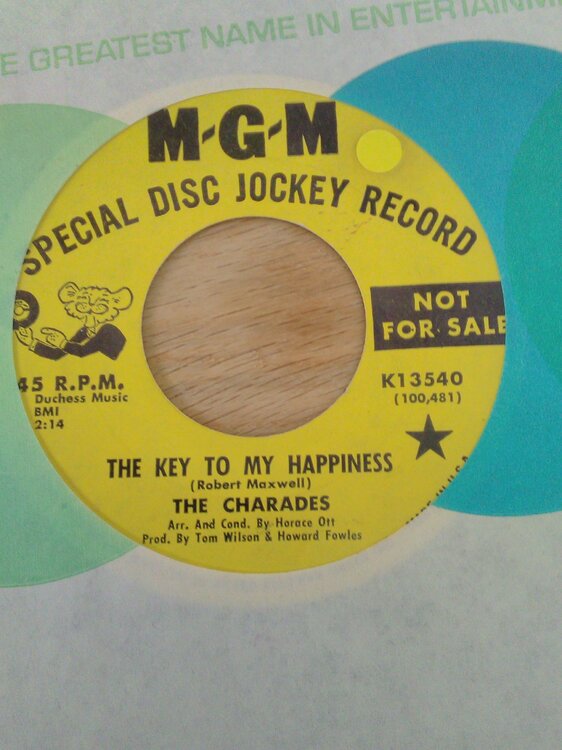 E GREATEST NAME IN ENTERTAINM
M-G-M
SPECIAL DISC JOCKEY RECORD
NOT
FOR SALE
45 R.P.M.
Duchess Music
BMI
2:14
K13540
(100,481)
THE KEY TO MY HAPPINESS
(Robert Maxwell)
THE CHARADES
Arr. And Cond. By Horace Ott
Prod. By Tom Wilson & Howard Fowles
MADE IN U.S.A.